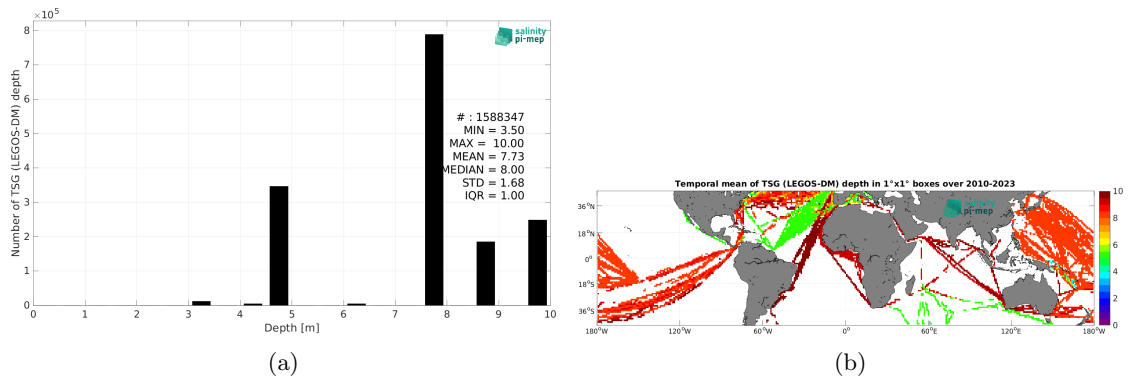 ×10⁵
8
7
6
5
4
3
2
1
0
Number of TSG (LEGOS-DM) depth
0 1 2 3 4 5 6 7 8 9 10
Depth [m]
salinity
pi-mep
# : 1588347
MIN = 3.50
MAX = 10.00
MEAN = 7.73
MEDIAN = 8.00
STD = 1.68
IQR = 1.00
(a)
Temporal mean of TSG (LEGOS-DM) depth in 1°x1° boxes over 2010-2023
salinity
pi-mep
36°N
18°N
0°
18°S
36°S
180°W 120°W 60°W 0° 60°E 120°E 180°W
10
8
6
4
2
0
(b)